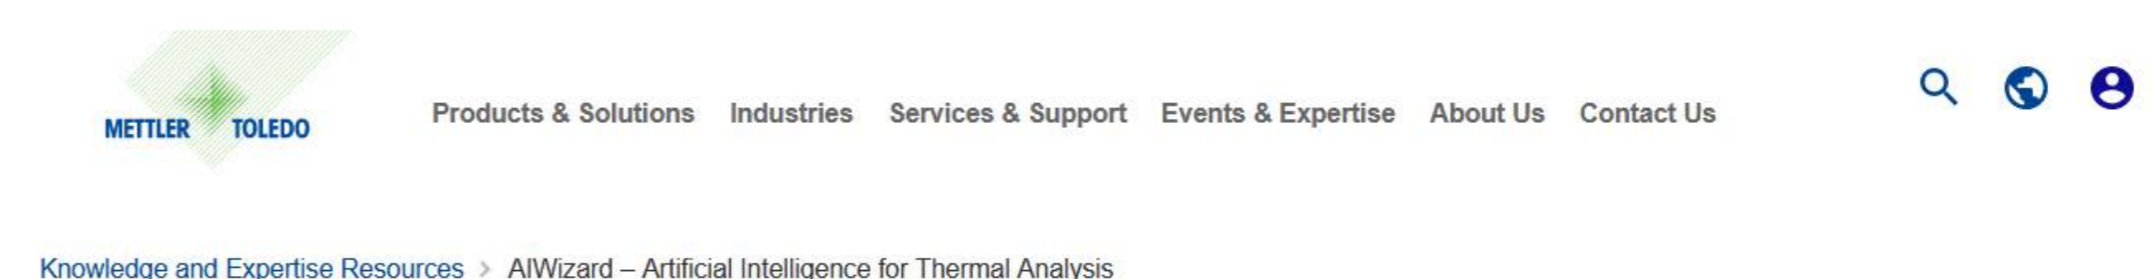 METTLER TOLEDO
Products & Solutions Industries Services & Support Events & Expertise About Us Contact Us
Knowledge and Expertise Resources > AIWizard – Artificial Intelligence for Thermal Analysis